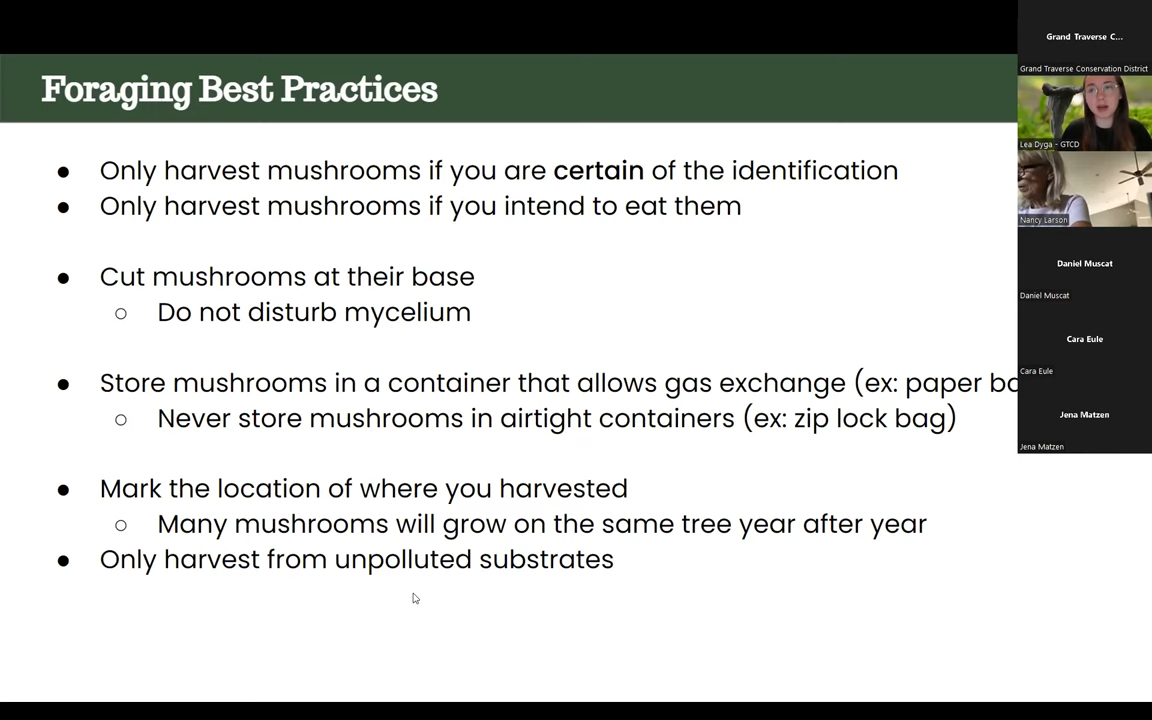 Foraging Best Practices
● Only harvest mushrooms if you are certain of the identification
● Only harvest mushrooms if you intend to eat them
● Cut mushrooms at their base
○ Do not disturb mycelium
● Store mushrooms in a container that allows gas exchange (ex: paper
○ Never store mushrooms in airtight containers (ex: zip lock bag)
● Mark the location of where you harvested
○ Many mushrooms will grow on the same tree year after year
● Only harvest from unpolluted substrates
Grand Traverse C...
Grand Traverse Conservation District
Lea Dyga - GTCD
Nancy Larson
Daniel Muscat
Daniel Muscat
Cara Eule
Cara Eule
Jena Matzen
Jena Matzen